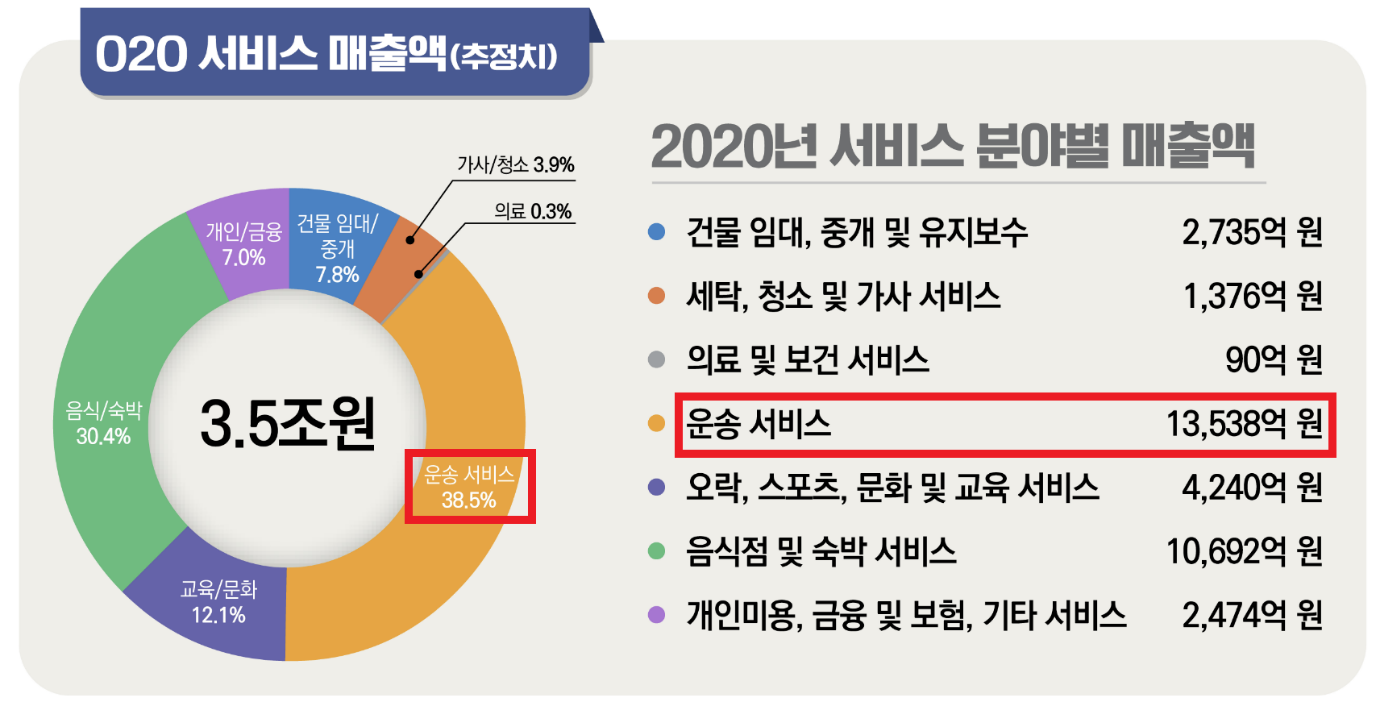 O2O 서비스 매출액(추정치)
2020년 서비스 분야별 매출액
가사/청소 3.9%
의료 0.3%
개인/금융
7.0%
건물 임대/
중개
7.8%
음식/숙박
30.4%
3.5조원
운송 서비스
38.5%
교육/문화
12.1%
건물 임대, 중개 및 유지보수 2,735억 원
세탁, 청소 및 가사 서비스 1,376억 원
의료 및 보건 서비스 90억 원
운송 서비스 13,538억 원
오락, 스포츠, 문화 및 교육 서비스 4,240억 원
음식점 및 숙박 서비스 10,692억 원
개인미용, 금융 및 보험, 기타 서비스 2,474억 원